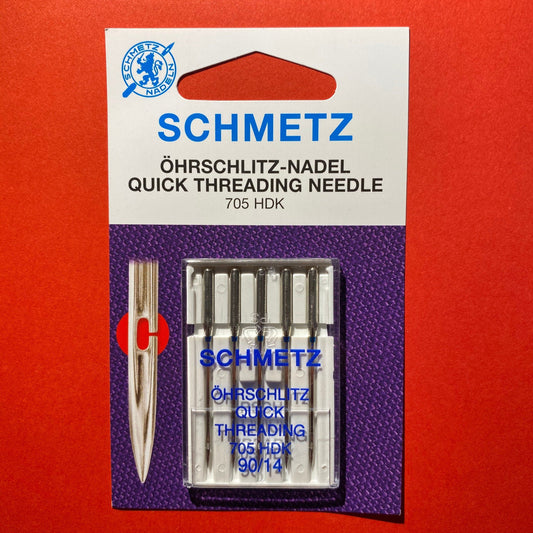 SCHMETZ
NADELN
SCHMETZ
ÖHRSCHLITZ-NADEL
QUICK THREADING NEEDLE
705 HDK
SCHMETZ
ÖHRSCHLITZ
QUICK
THREADING
705 HDK
90/14